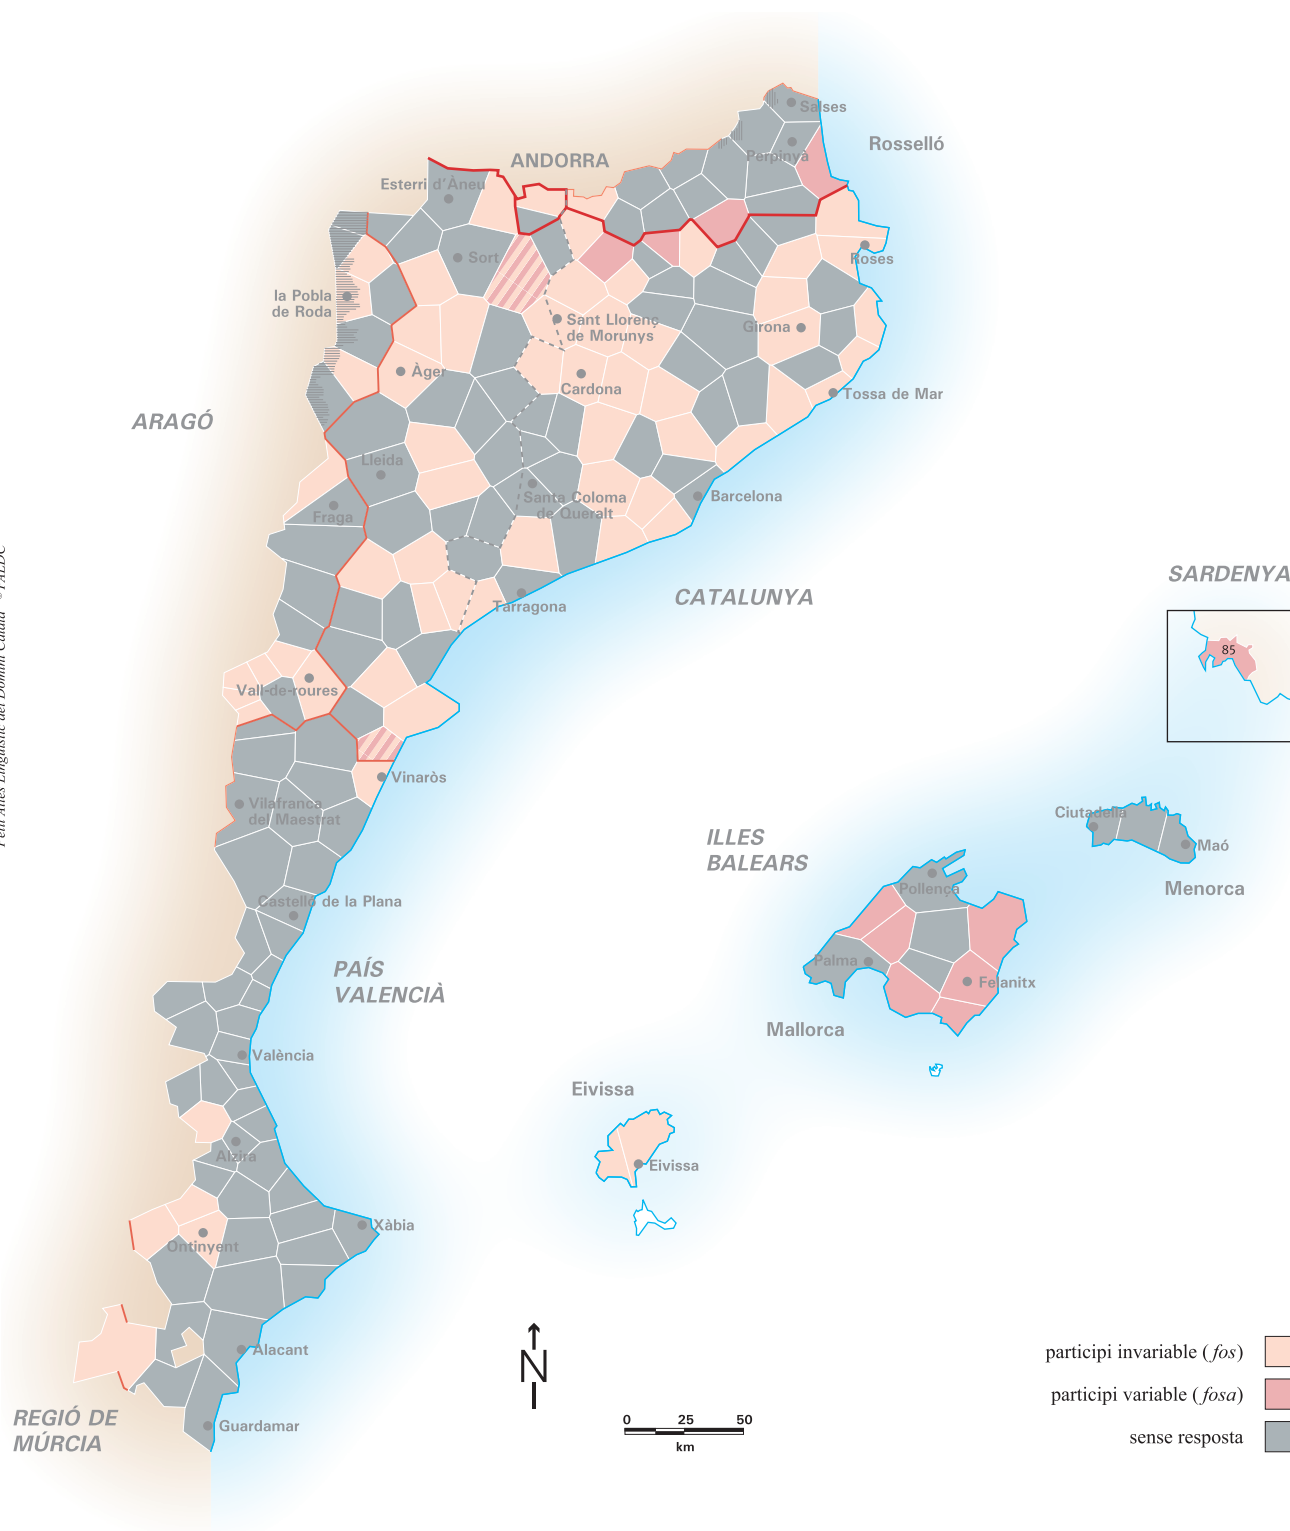 Salses
Rosselló
Perpinyà
ANDORRA
Esterri d'Àneu
Sort
Roses
la Pobla
de Roda
Sant Llorenç
de Morunys
Girona
Àger
Cardona
Tossa de Mar
ARAGÓ
Lleida
Santa Coloma
de Queralt
Barcelona
Fraga
SARDENYA
CATALUNYA
Tarragona
85
Vall-de-roures
Vinaròs
Vilafranca
del Maestrat
ILLES
BALEARS
Ciutadella
Maó
Menorca
Pollença
Castelló de la Plana
PAÍS
VALENCIÀ
Palma
Felanitx
Mallorca
València
Eivissa
Alzira
Eivissa
Xàbia
Ontinyent
N
Alacant
participi invariable (fos)
participi variable (fosa)
sense resposta
REGIÓ DE
MÚRCIA
Guardamar
0 25 50
km